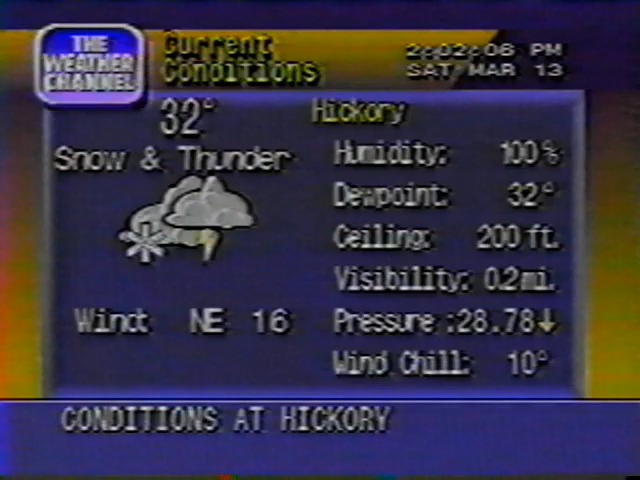 THE
WEATHER
CHANNEL
Current
Conditions
2:02:06 PM
SAT MAR 13
32°
Snow & Thunder
Wind: NE 16
Hickory
Humidity: 100%
Dewpoint: 32°
Ceiling: 200 ft.
Visibility: 0.2mi.
Pressure: 28.78↓
Wind Chill: 10°
CONDITIONS AT HICKORY